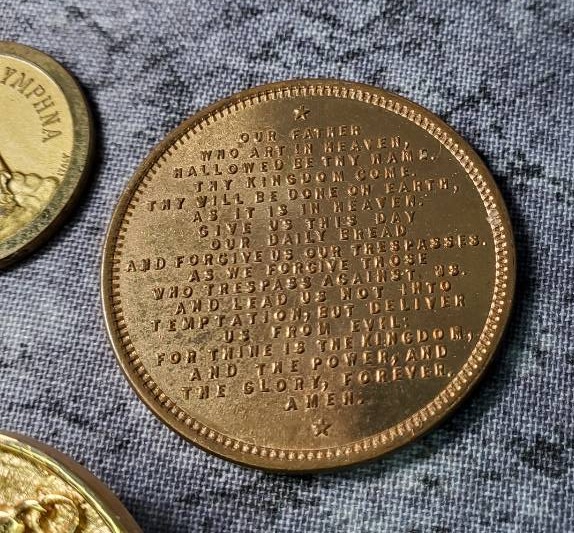 YMPHNA
OUR FATHER
WHO ART IN HEAVEN,
HALLOWED BE THY NAME.
THY KINGDOM COME.
THY WILL BE DONE ON EARTH,
AS IT IS IN HEAVEN.
GIVE US THIS DAY
OUR DAILY BREAD
AND FORGIVE US OUR TRESPASSES.
AS WE FORGIVE THOSE
WHO TRESPASS AGAINST US.
AND LEAD US NOT INTO
TEMPTATION, BUT DELIVER
US FROM EVIL:
FOR THINE IS THE KINGDOM,
AND THE POWER, AND
THE GLORY, FOREVER.
AMEN.